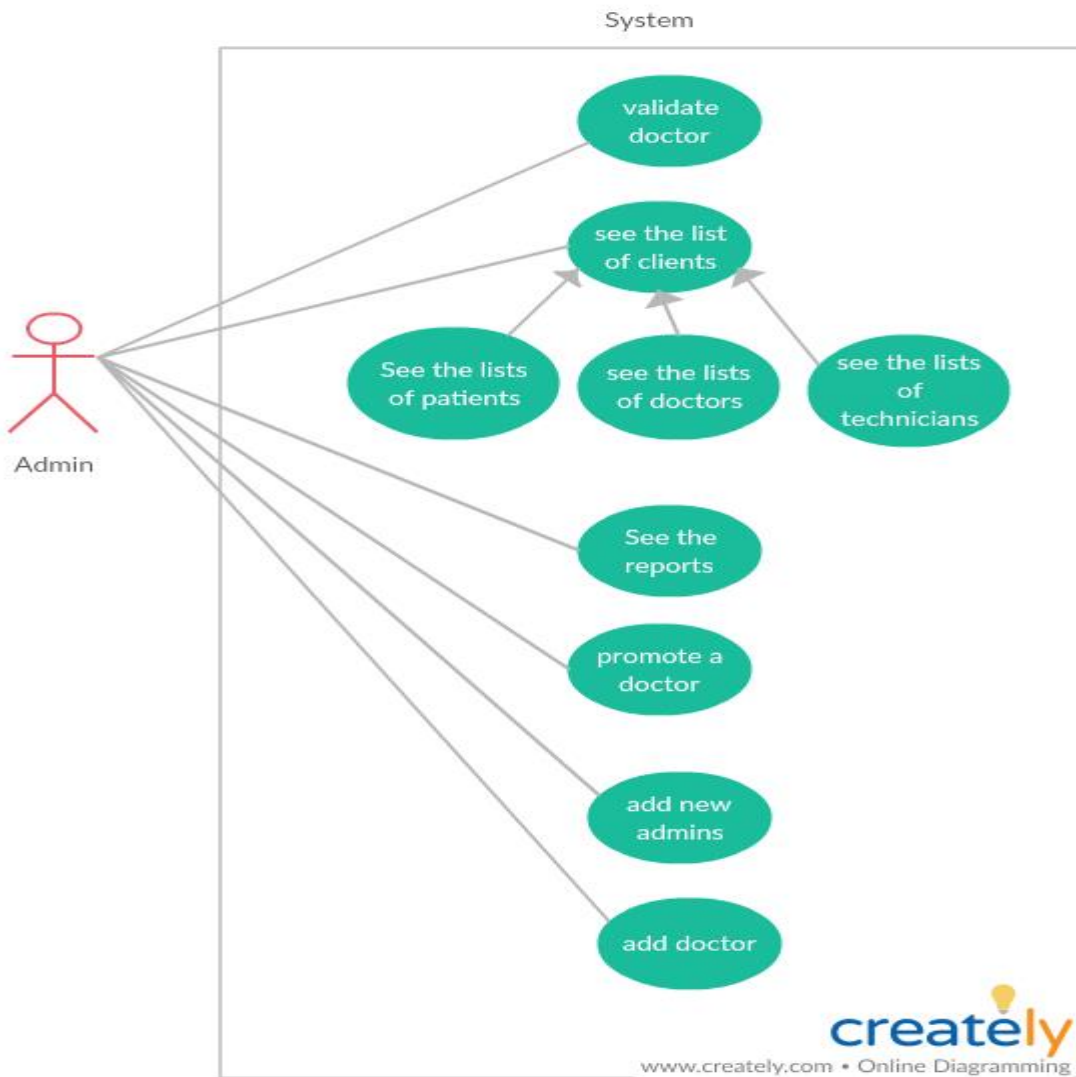 System
validate
doctor
see the list
of clients
See the lists
of patients
see the lists
of doctors
see the lists
of
technicians
Admin
See the
reports
promote a
doctor
add new
admins
add doctor
creately
www.creately.com • Online Diagramming